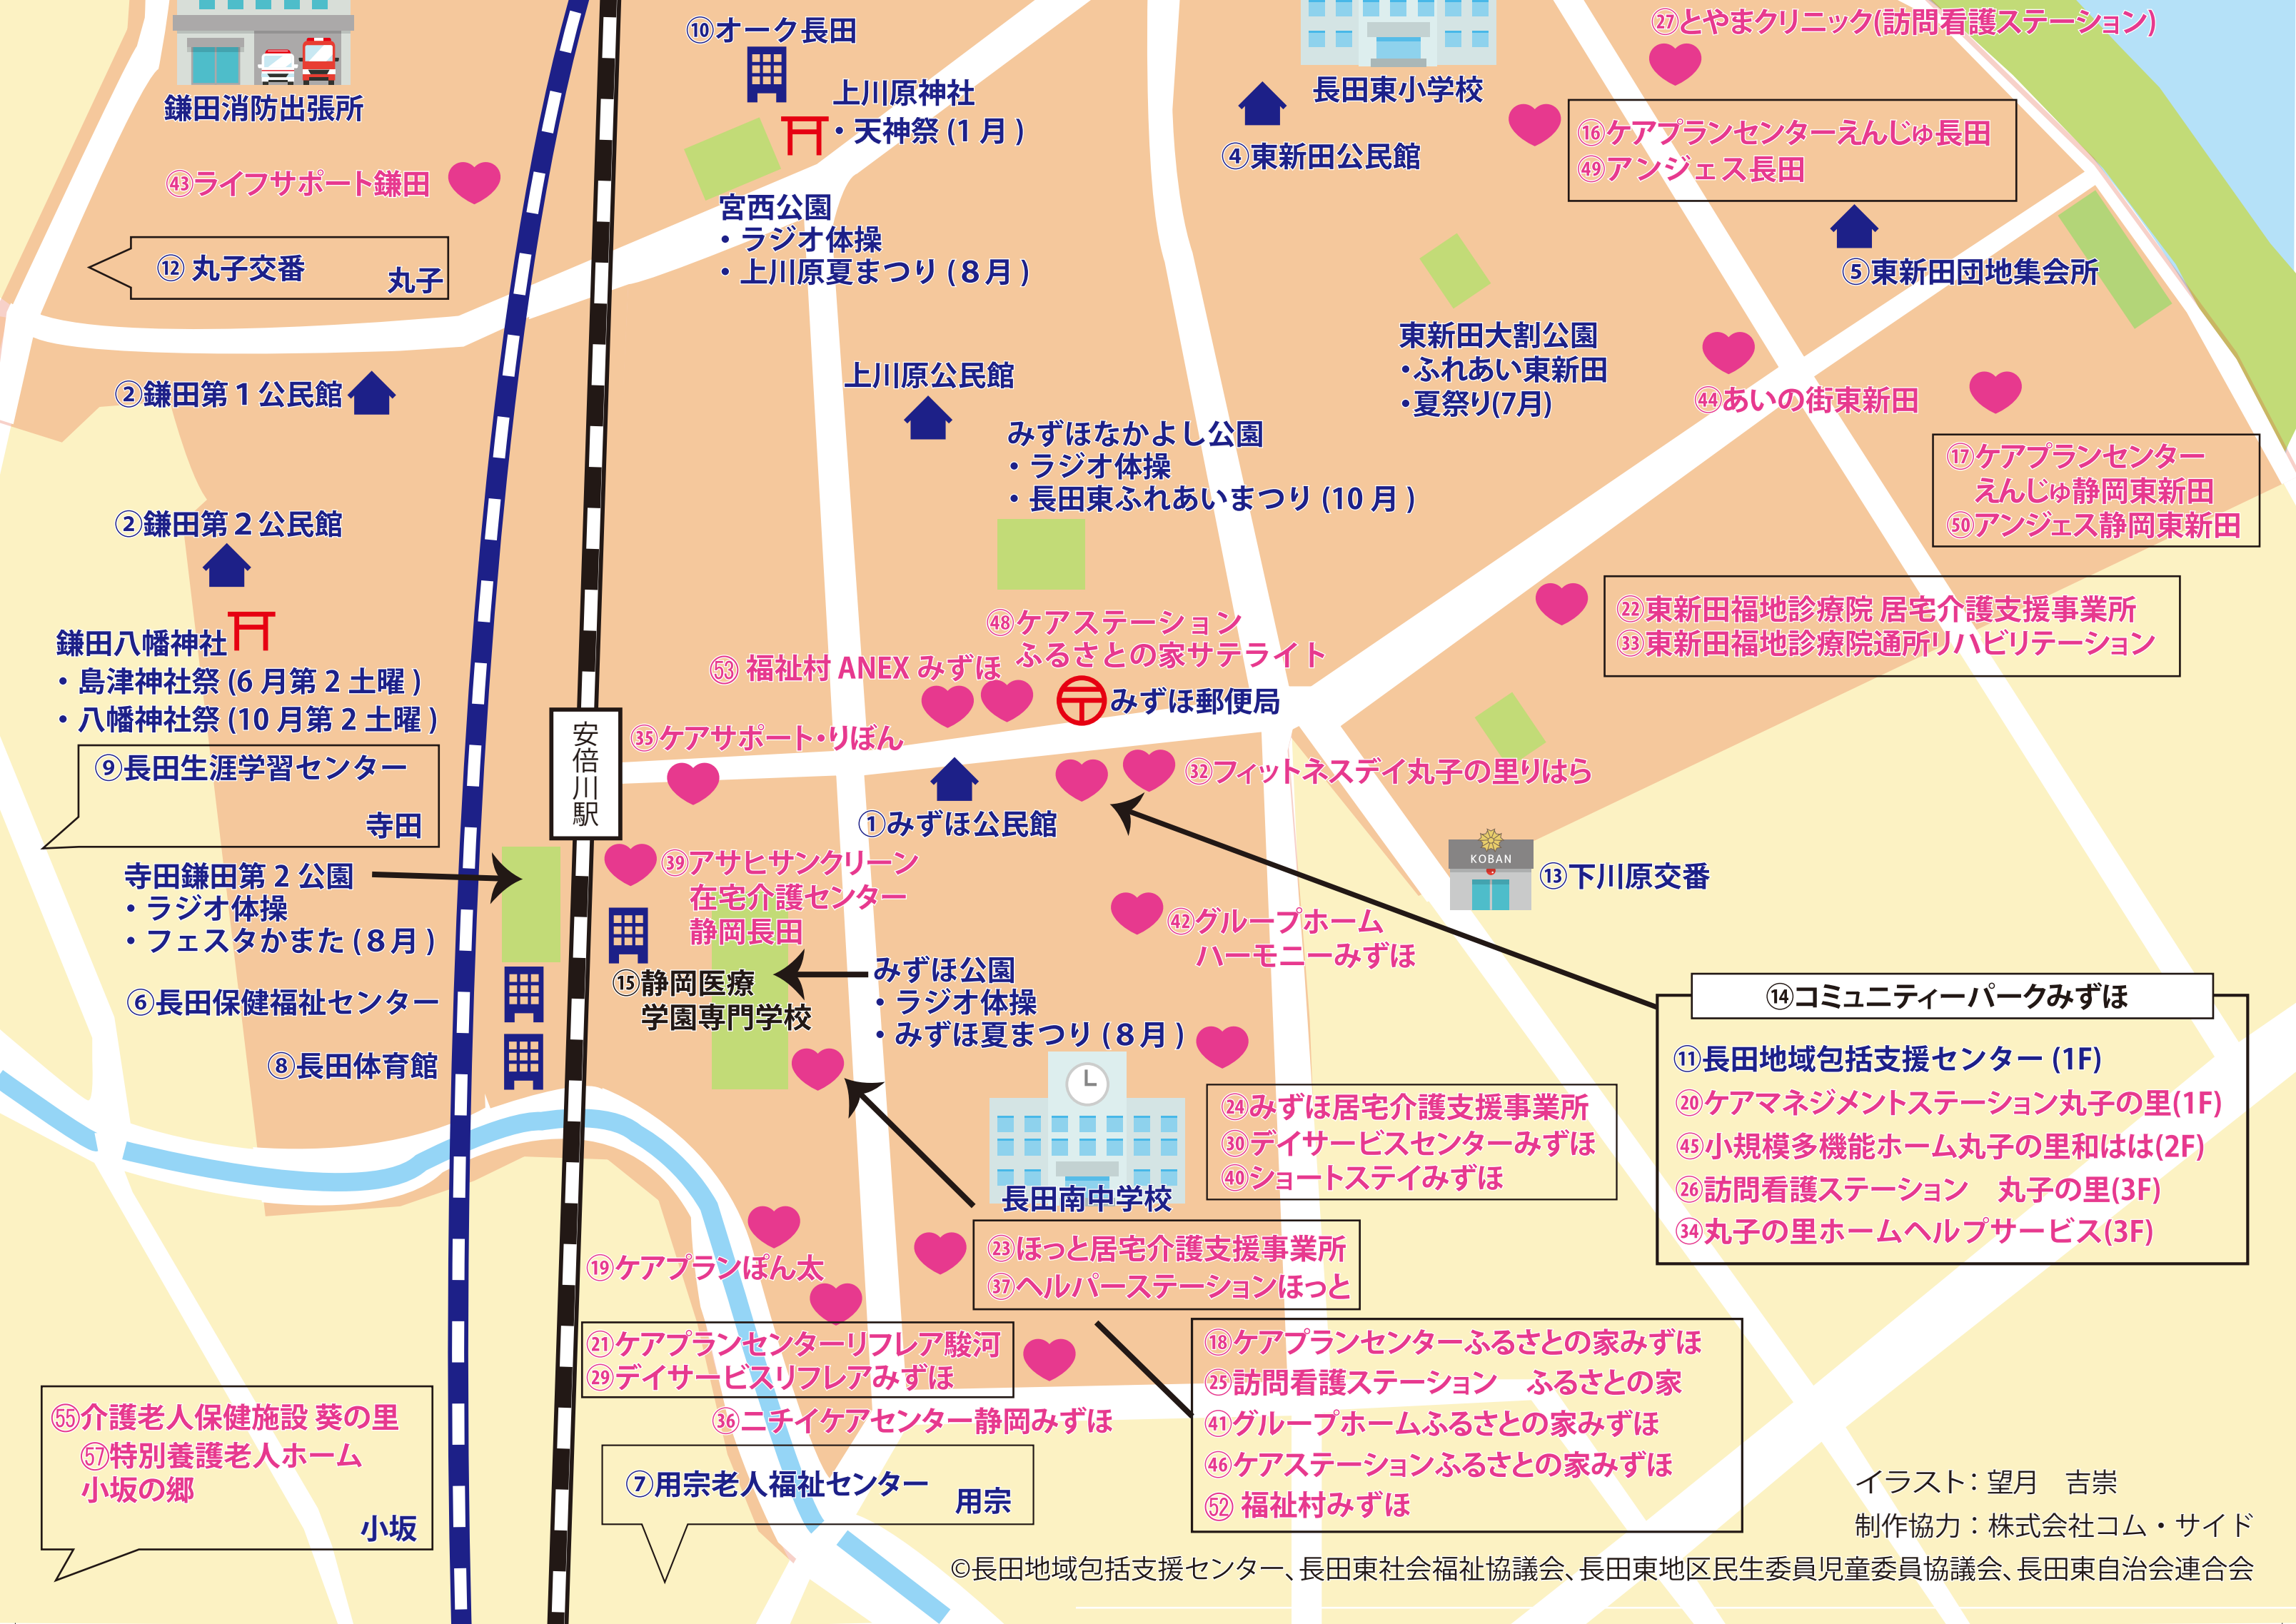 ⑩オーク長田
㉗とやまクリニック(訪問看護ステーション)
鎌田消防出張所
上川原神社
・天神祭(1月)
長田東小学校
④東新田公民館
⑯ケアプランセンターえんじゅ長田
㊾アンジェス長田
㊸ライフサポート鎌田
宮西公園
・ラジオ体操
・上川原夏まつり(8月)
⑫ 丸子交番
丸子
⑤東新田団地集会所
東新田大割公園
・ふれあい東新田
・夏祭り(7月)
②鎌田第1公民館
上川原公民館
㊹あいの街東新田
みずほなかよし公園
・ラジオ体操
・長田東ふれあいまつり(10月)
⑰ケアプランセンター
えんじゅ静岡東新田
㊿アンジェス静岡東新田
②鎌田第2公民館
鎌田八幡神社
・島津神社祭(6月第2土曜)
・八幡神社祭(10月第2土曜)
㊽ケアステーション
ふるさとの家サテライト
53 福祉村 ANEX みずほ
みずほ郵便局
㉒東新田福地診療院 居宅介護支援事業所
㉝東新田福地診療院通所リハビリテーション
安倍川駅
㉟ケアサポート・りぼん
⑨長田生涯学習センター
寺田
㉜フィットネスデイ丸子の里りはら
①みずほ公民館
寺田鎌田第2公園
・ラジオ体操
・フェスタかまた(8月)
㊴アサヒサンクリーン
在宅介護センター
静岡長田
KOBAN
⑬下川原交番
㊷グループホーム
ハーモニーみずほ
⑥長田保健福祉センター
⑧長田体育館
⑮静岡医療
学園専門学校
みずほ公園
・ラジオ体操
・みずほ夏まつり(8月)
⑭コミュニティーパークみずほ
⑪長田地域包括支援センター(1F)
⑳ケアマネジメントステーション丸子の里(1F)
㊺小規模多機能ホーム丸子の里和はは(2F)
㉖訪問看護ステーション　丸子の里(3F)
㉞丸子の里ホームヘルプサービス(3F)
㉔みずほ居宅介護支援事業所
㉚デイサービスセンターみずほ
㊵ショートステイみずほ
長田南中学校
㉓ほっと居宅介護支援事業所
㊲ヘルパーステーションほっと
⑲ケアプランぽん太
㉑ケアプランセンターリフレア駿河
㉙デイサービスリフレアみずほ
㊱ニチイケアセンター静岡みずほ
⑱ケアプランセンターふるさとの家みずほ
㉕訪問看護ステーション　ふるさとの家
㊶グループホームふるさとの家みずほ
㊻ケアステーションふるさとの家みずほ
52 福祉村みずほ
55介護老人保健施設 葵の里
57特別養護老人ホーム
小坂の郷
小坂
⑦用宗老人福祉センター
用宗
イラスト：望月　吉崇
制作協力：株式会社コム・サイド
©長田地域包括支援センター、長田東社会福祉協議会、長田東地区民生委員児童委員協議会、長田東自治会連合会